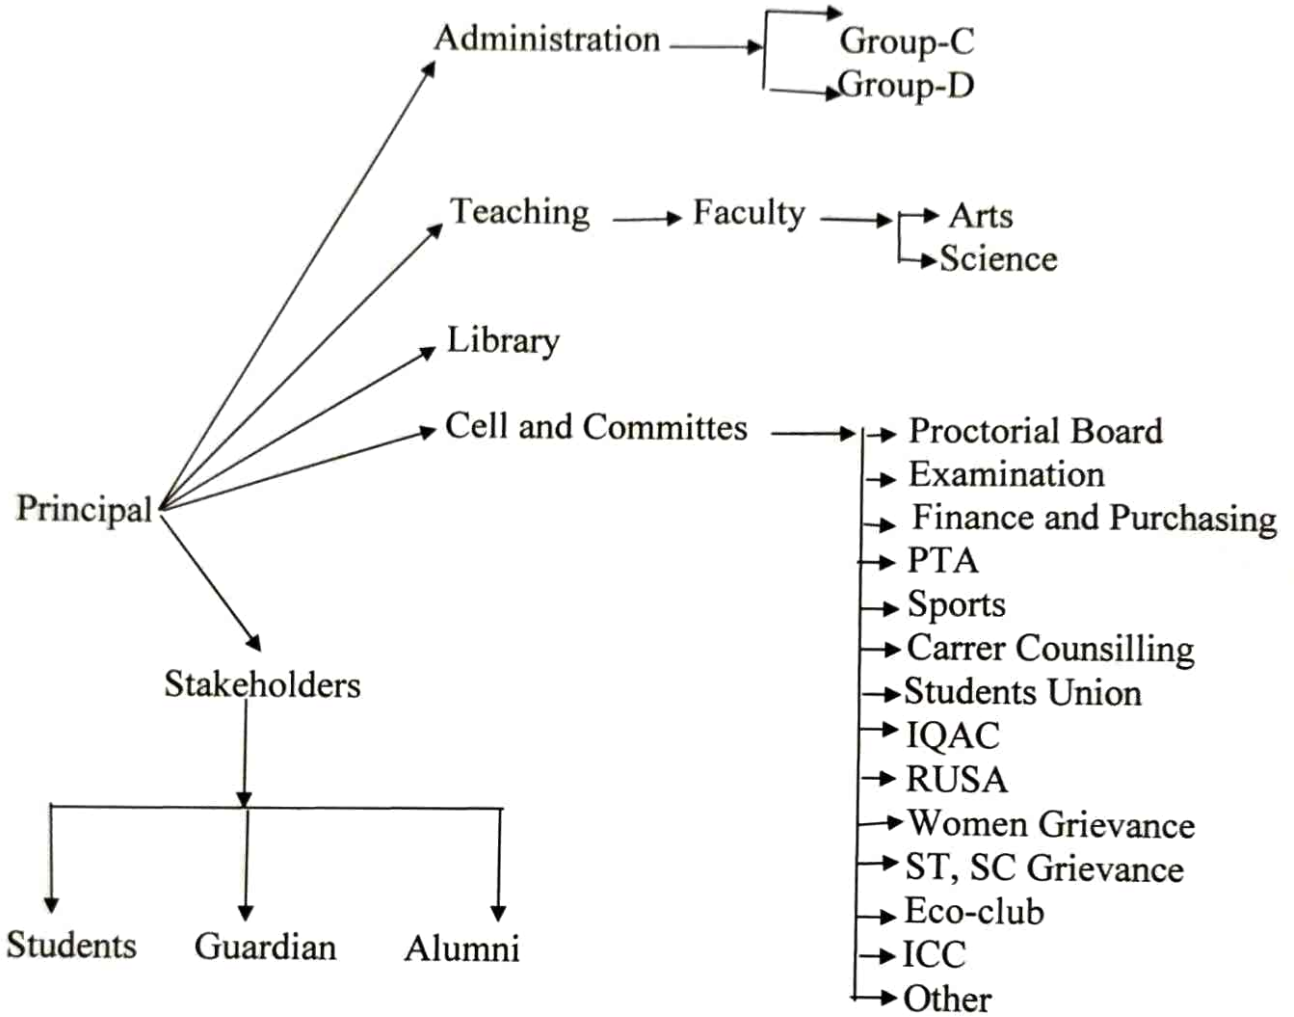 Administration
Group-C
Group-D
Teaching
Faculty
Arts
Science
Library
Cell and Committes
Proctorial Board
Examination
Finance and Purchasing
PTA
Sports
Carrer Counsilling
Students Union
IQAC
RUSA
Women Grievance
ST, SC Grievance
Eco-club
ICC
Other
Principal
Stakeholders
Students
Guardian
Alumni